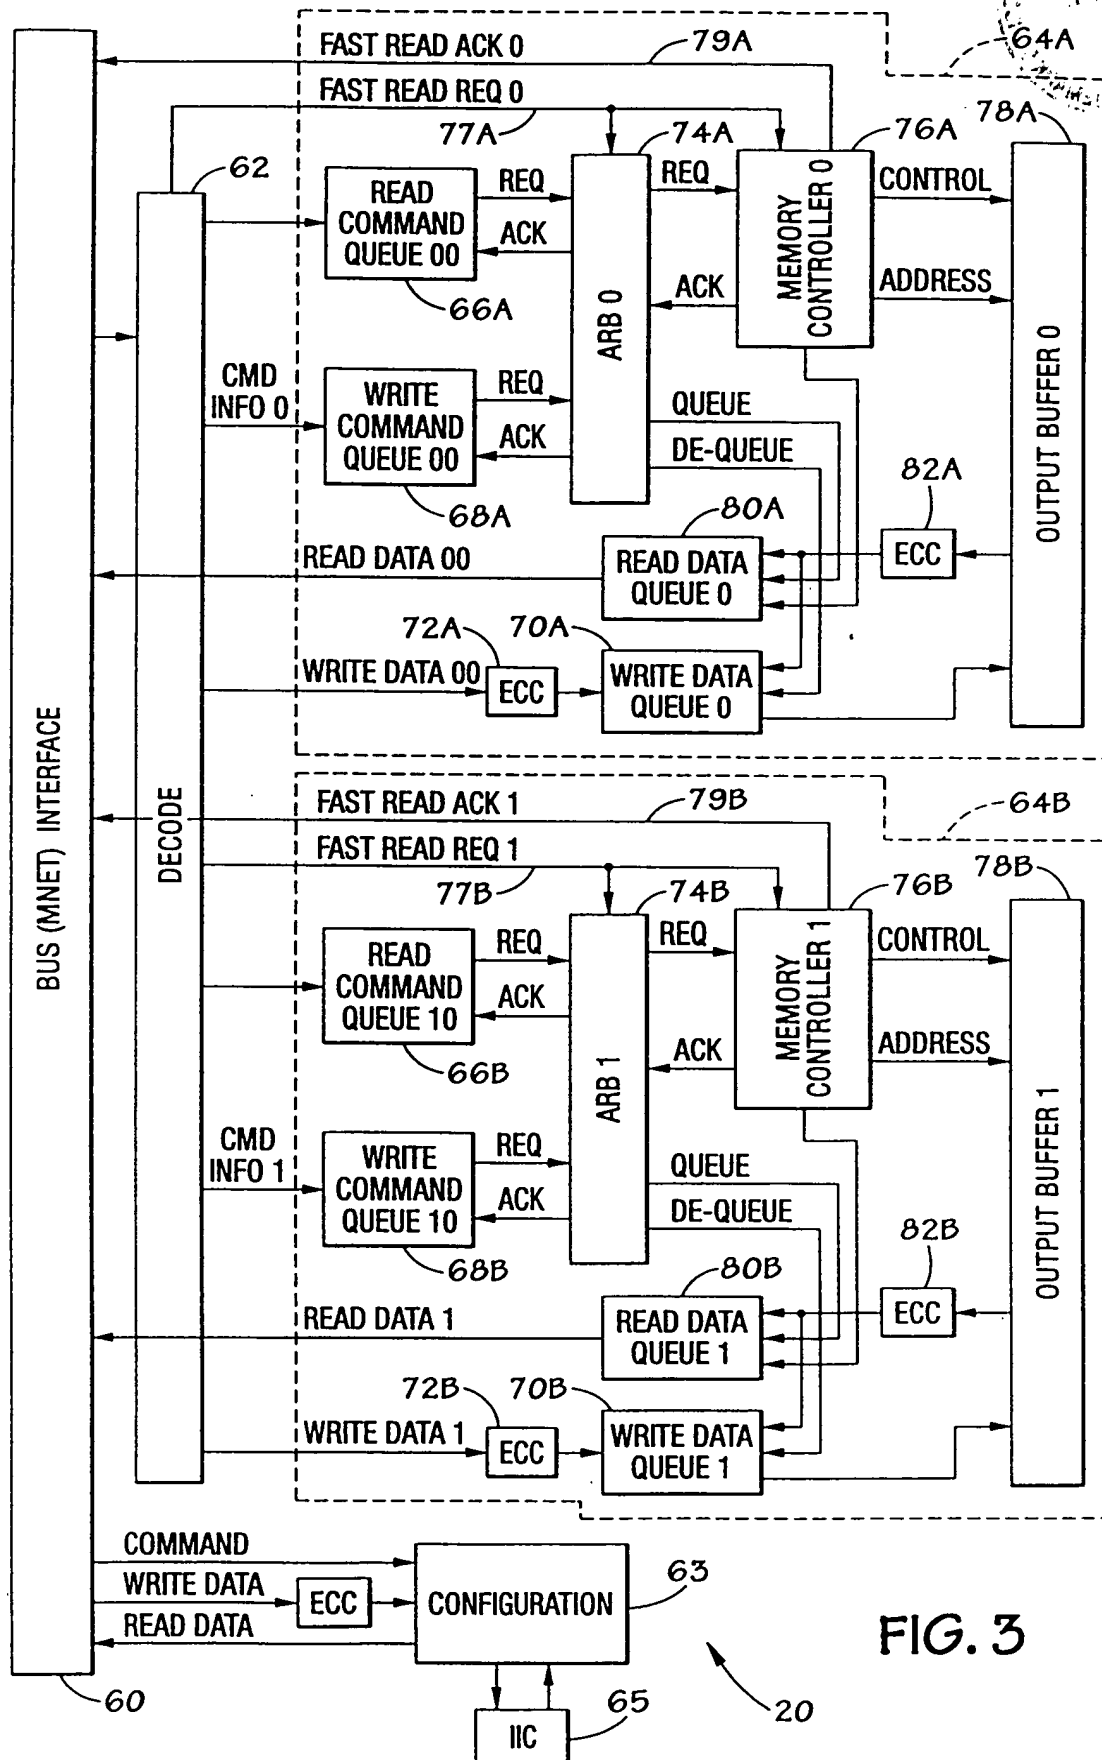 FAST READ ACK 0
79A
64A
FAST READ REQ 0
77A
74A
76A
78A
62
READ
COMMAND
QUEUE 00
REQ
ACK
REQ
MEMORY
CONTROLLER 0
CONTROL
66A
ARB 0
ACK
ADDRESS
CMD
INFO 0
WRITE
COMMAND
QUEUE 00
REQ
ACK
QUEUE
DE-QUEUE
OUTPUT BUFFER 0
68A
80A
82A
READ DATA 00
READ DATA
QUEUE 0
ECC
72A
70A
WRITE DATA 00
ECC
WRITE DATA
QUEUE 0
BUS (MNET) INTERFACE
DECODE
FAST READ ACK 1
79B
64B
FAST READ REQ 1
77B
74B
76B
78B
READ
COMMAND
QUEUE 10
REQ
ACK
REQ
MEMORY
CONTROLLER 1
CONTROL
66B
ARB 1
ACK
ADDRESS
CMD
INFO 1
WRITE
COMMAND
QUEUE 10
REQ
ACK
QUEUE
DE-QUEUE
OUTPUT BUFFER 1
68B
80B
82B
READ DATA 1
READ DATA
QUEUE 1
ECC
72B
70B
WRITE DATA 1
ECC
WRITE DATA
QUEUE 1
COMMAND
WRITE DATA
ECC
READ DATA
CONFIGURATION
63
FIG. 3
60
IIC
65
20